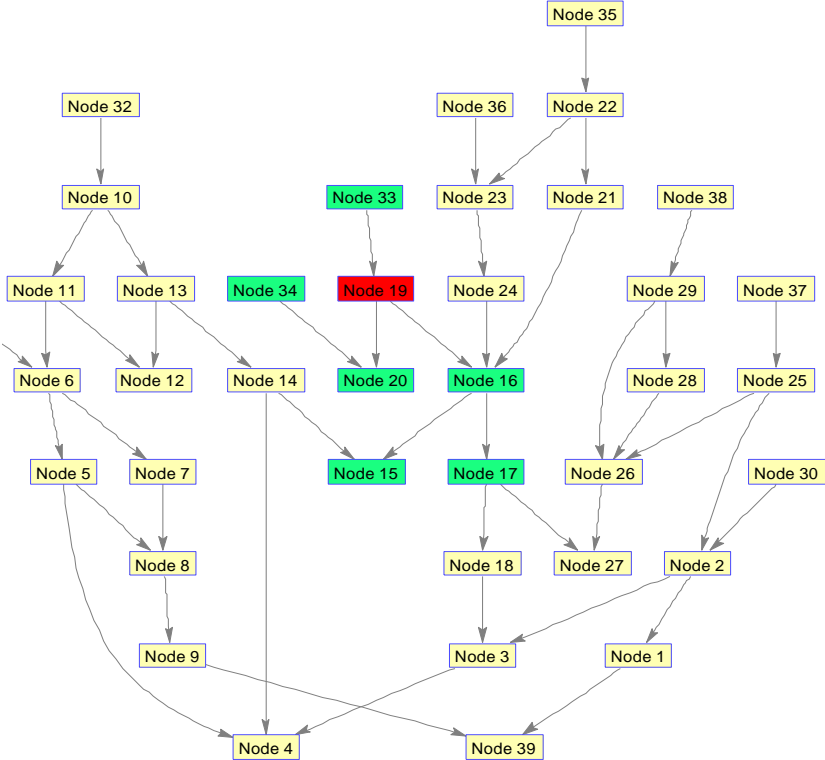 Node 35
Node 32
Node 36
Node 22
Node 10
Node 33
Node 23
Node 21
Node 38
Node 11
Node 13
Node 34
Node 19
Node 24
Node 29
Node 37
Node 6
Node 12
Node 14
Node 20
Node 16
Node 28
Node 25
Node 5
Node 7
Node 15
Node 17
Node 26
Node 30
Node 8
Node 18
Node 27
Node 2
Node 9
Node 3
Node 1
Node 4
Node 39